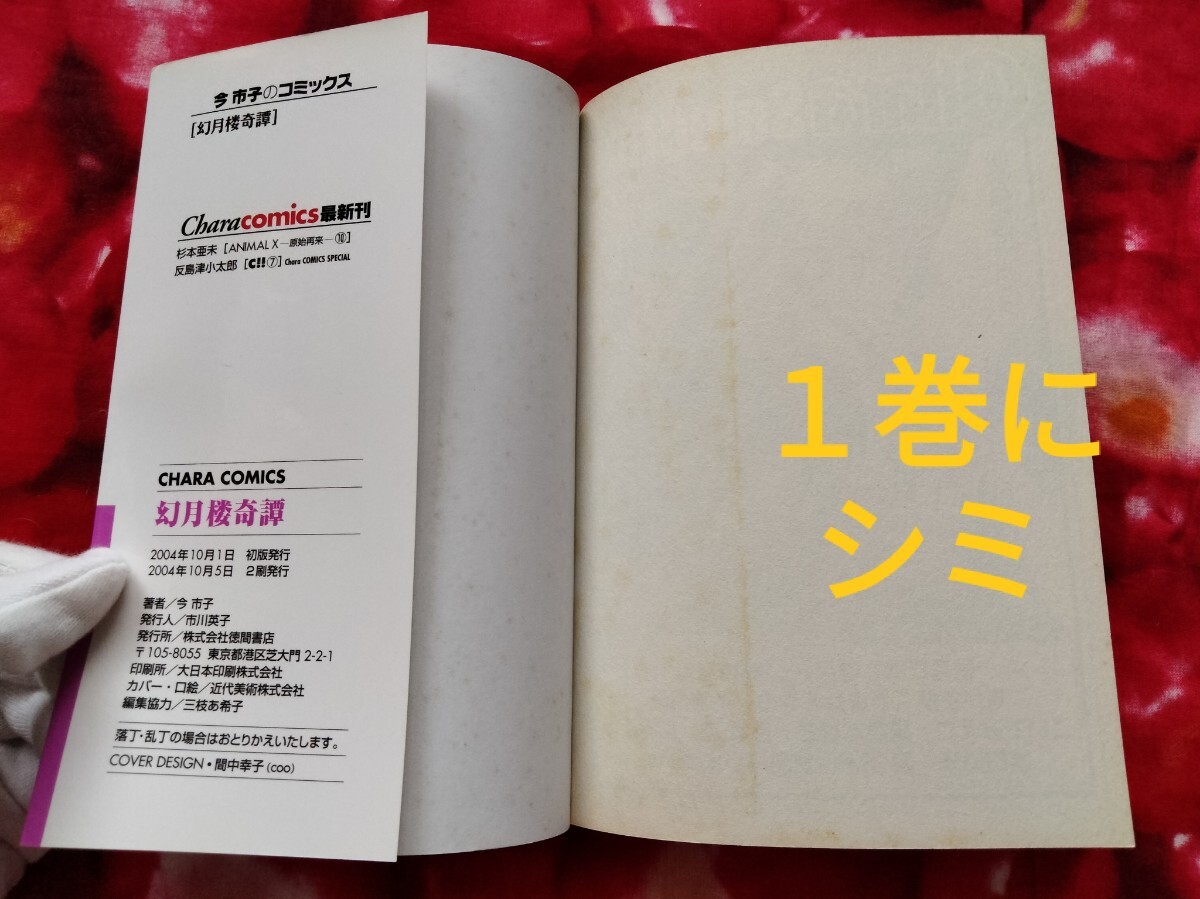 今 市子のコミックス
[幻月楼奇譚]
Characomics最新刊
杉本亜未 [ANIMAL X―原始再来―⑩]
反島津小太郎 [C!!⑦] Chara COMICS SPECIAL
CHARA COMICS
幻月楼奇譚
2004年10月1日 初版発行
2004年10月5日 2刷発行
著者/今 市子
発行人/市川英子
発行所/株式会社徳間書店
〒105-8055 東京都港区芝大門 2-2-1
印刷所/大日本印刷株式会社
カバー・口絵/近代美術株式会社
編集協力/三枝あ希子
落丁・乱丁の場合はおとりかえいたします。
COVER DESIGN・間中幸子(coo)
1巻に
シミ